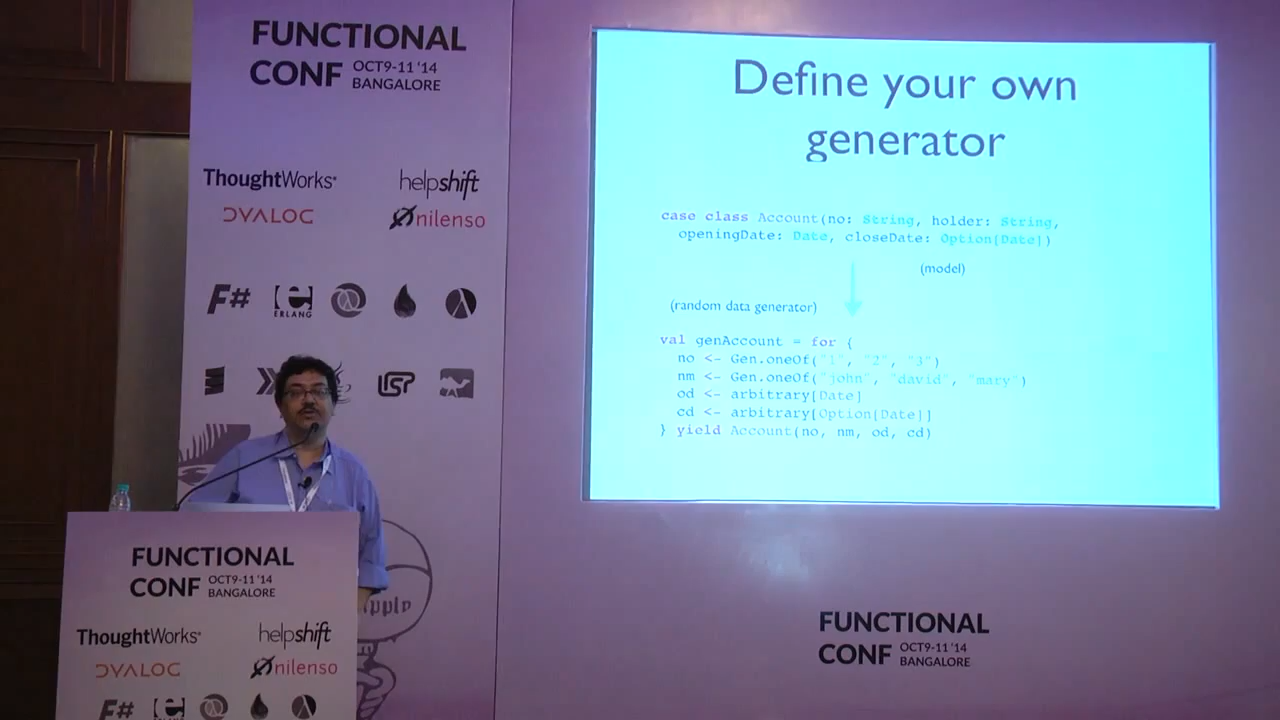 FUNCTIONAL
CONF OCT9-11 '14
BANGALORE
ThoughtWorks®
helpshift
DYALOG
nilenso
F#
ERLANG
LISP
Define your own
generator
case class Account(no: String, holder: String,
openingDate: Date, closeDate: Option[Date])
(model)
(random data generator)
val genAccount = for {
no <- Gen.oneOf("1", "2", "3")
nm <- Gen.oneOf("john", "david", "mary")
od <- arbitrary[Date]
cd <- arbitrary[Option[Date]]
} yield Account(no, nm, od, cd)
FUNCTIONAL
CONF OCT9-11 '14
BANGALORE
ThoughtWorks®
helpshift
DYALOG
nilenso
F#
FUNCTIONAL
CONF OCT9-11 '14
BANGALORE